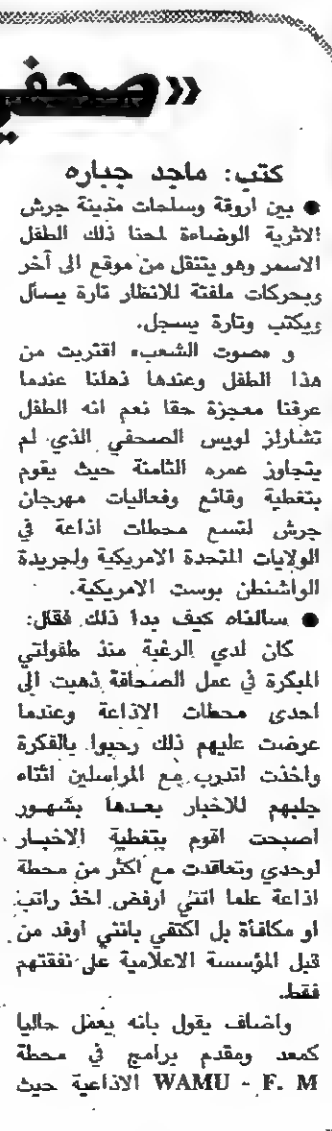 «صحفي
كتب: ماجد جباره
● بين اروقة وساحات مدينة جرش
الاثرية الوضاءة لمحنا ذلك الطفل
الاسمر وهو يتنقل من موقع الى آخر
وبحركات ملفتة للانظار تارة يسأل
ويكتب وتارة يسجل.
و «صوت الشعب» اقتربت من
هذا الطفل وعندها ذهلنا عندما
عرفنا معجزة حقا نعم انه الطفل
تشارلز لويس الصحفي الذي لم
يتجاوز عمره الثامنة حيث يقوم
بتغطية وقائع وفعاليات مهرجان
جرش لتسع محطات اذاعة في
الولايات المتحدة الامريكية ولجريدة
الواشنطن بوست الامريكية.
● سالناه كيف بدا ذلك فقال:
كان لدي الرغبة منذ طفولتي
المبكرة في عمل الصحافة ذهبت الى
احدى محطات الاذاعة وعندما
عرضت عليهم ذلك رحبوا بالفكرة
واخذت اتدرب مع المراسلين اثناء
جلبهم للاخبار بعدها بشهور
اصبحت اقوم بتغطية الاخبار
لوحدي وتعاقدت مع اكثر من محطة
اذاعة علما انني ارفض اخذ راتب
او مكافأة بل اكتفي بانني اوفد من
قبل المؤسسة الاعلامية على نفقتهم
فقط.
واضاف يقول بانه يعمل حاليا
كمعد ومقدم برامج في محطة
WAMU - F. M الاذاعية حيث